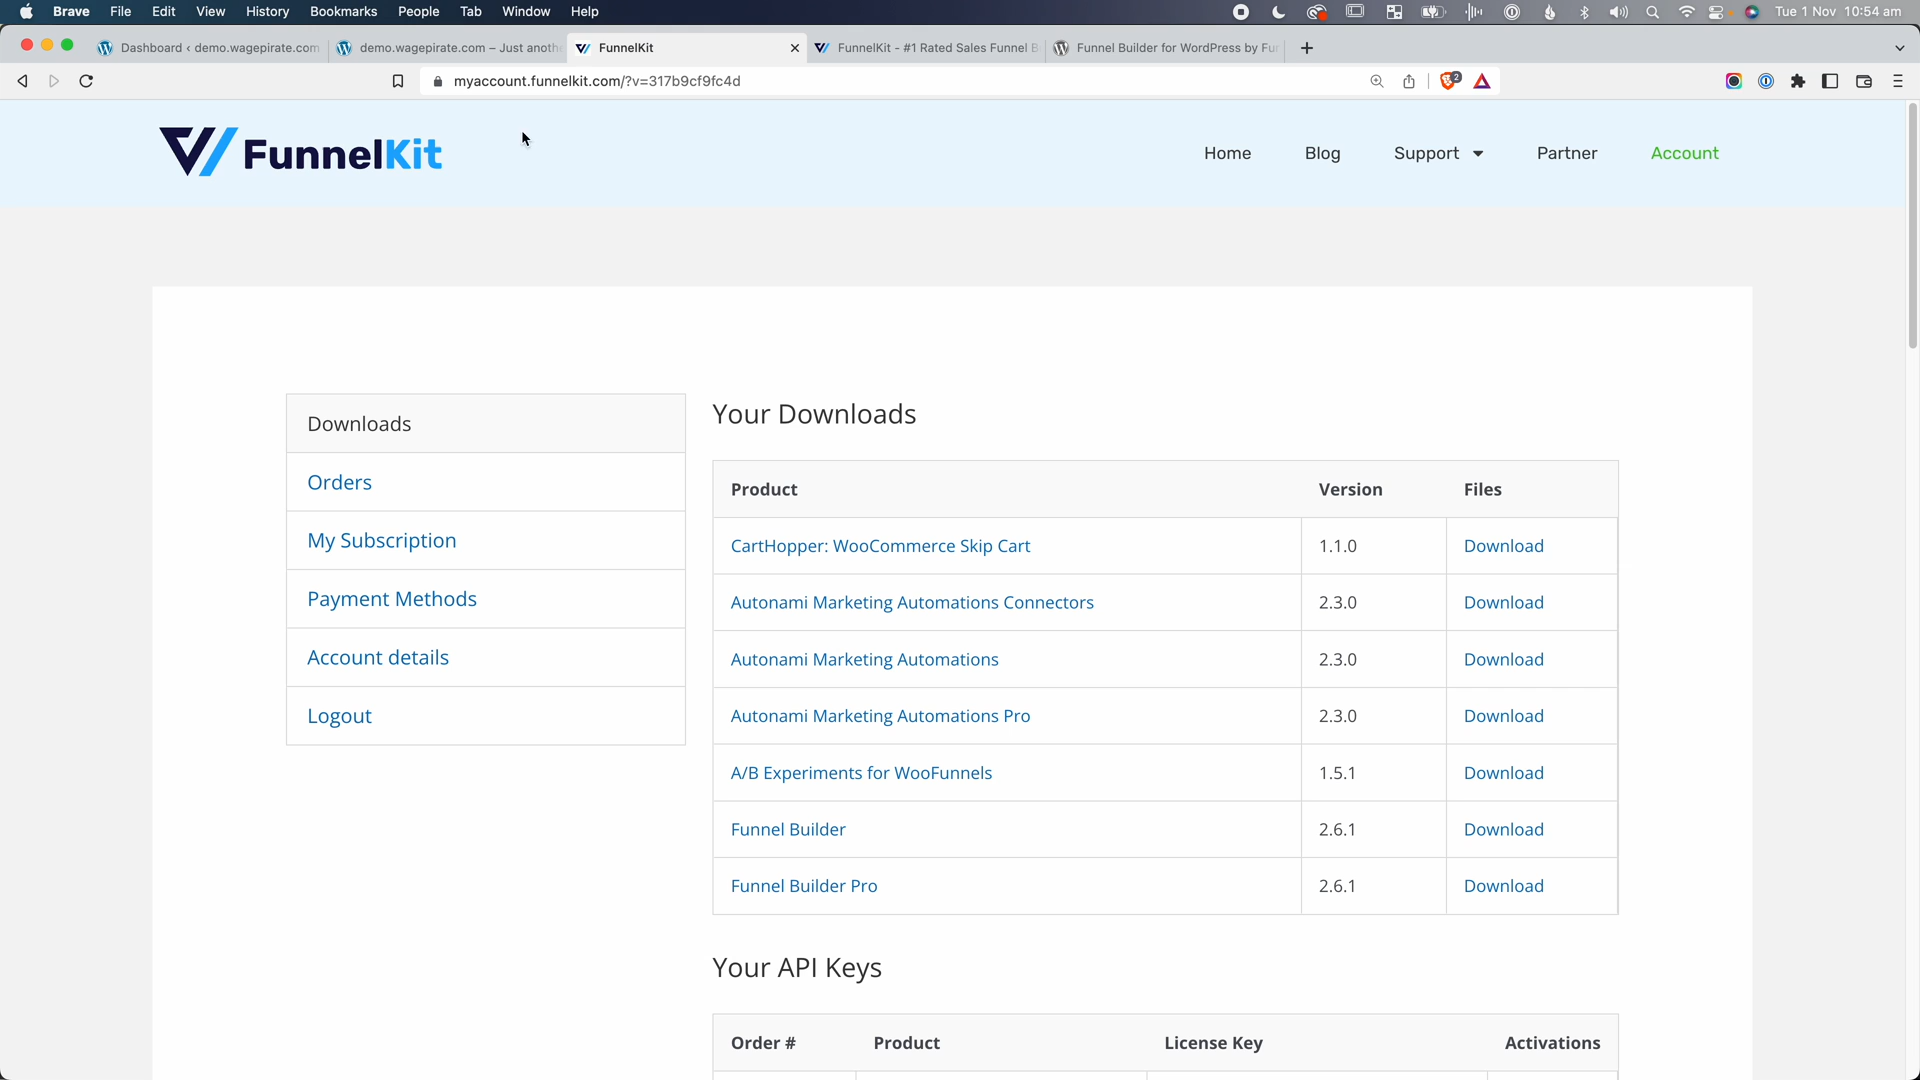 Brave File Edit View History Bookmarks People Tab Window Help Tue 1 Nov 10:54 am
Dashboard ‹ demo.wagepirate.com demo.wagepirate.com – Just anoth FunnelKit FunnelKit - #1 Rated Sales Funnel B Funnel Builder for WordPress by Fu
myaccount.funnelkit.com/?v=317b9cf9fc4d 2
FunnelKit
Home Blog Support Partner Account
Downloads
Orders
My Subscription
Payment Methods
Account details
Logout
Your Downloads
Product Version Files
CartHopper: WooCommerce Skip Cart 1.1.0 Download
Autonami Marketing Automations Connectors 2.3.0 Download
Autonami Marketing Automations 2.3.0 Download
Autonami Marketing Automations Pro 2.3.0 Download
A/B Experiments for WooFunnels 1.5.1 Download
Funnel Builder 2.6.1 Download
Funnel Builder Pro 2.6.1 Download
Your API Keys
Order # Product License Key Activations